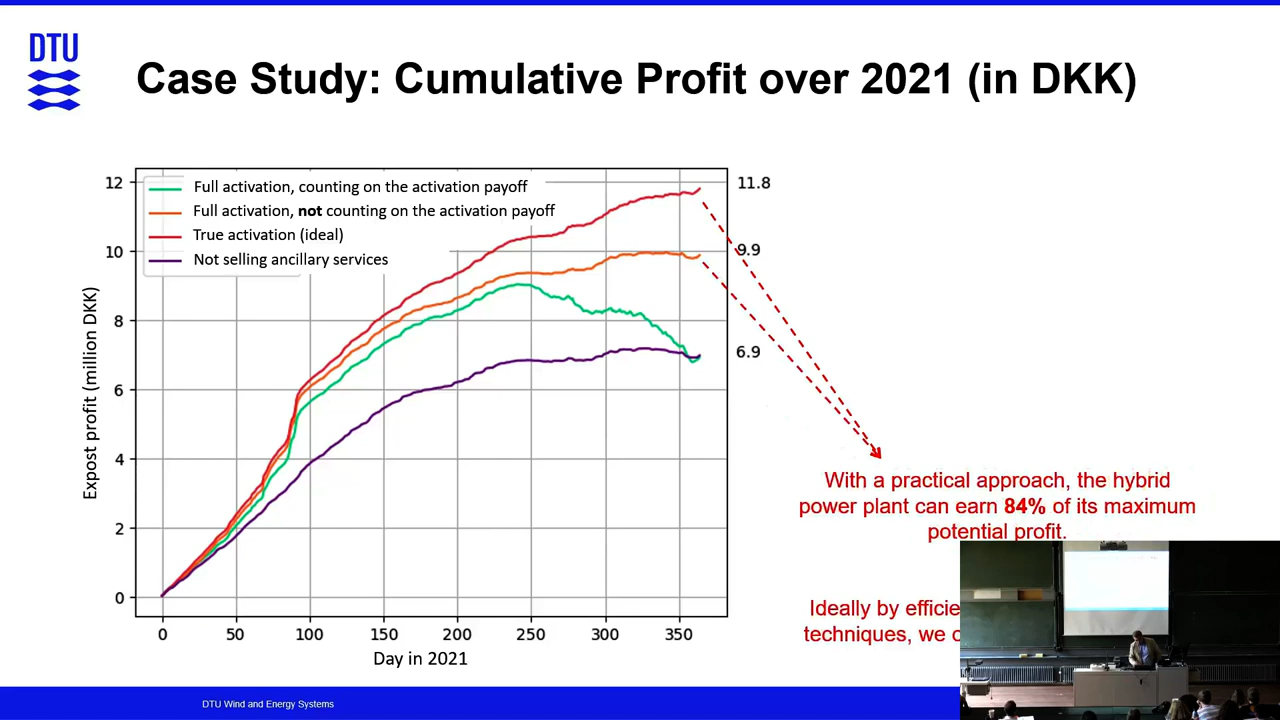 DTU
Case Study: Cumulative Profit over 2021 (in DKK)
Full activation, counting on the activation payoff
Full activation, not counting on the activation payoff
True activation (ideal)
Not selling ancillary services
Expost profit (million DKK)
12
10
8
6
4
2
0
0 50 100 150 200 250 300 350
Day in 2021
11.8
9.9
6.9
With a practical approach, the hybrid
power plant can earn 84% of its maximum
potential profit.
Ideally by
techniques, we
DTU Wind and Energy Systems